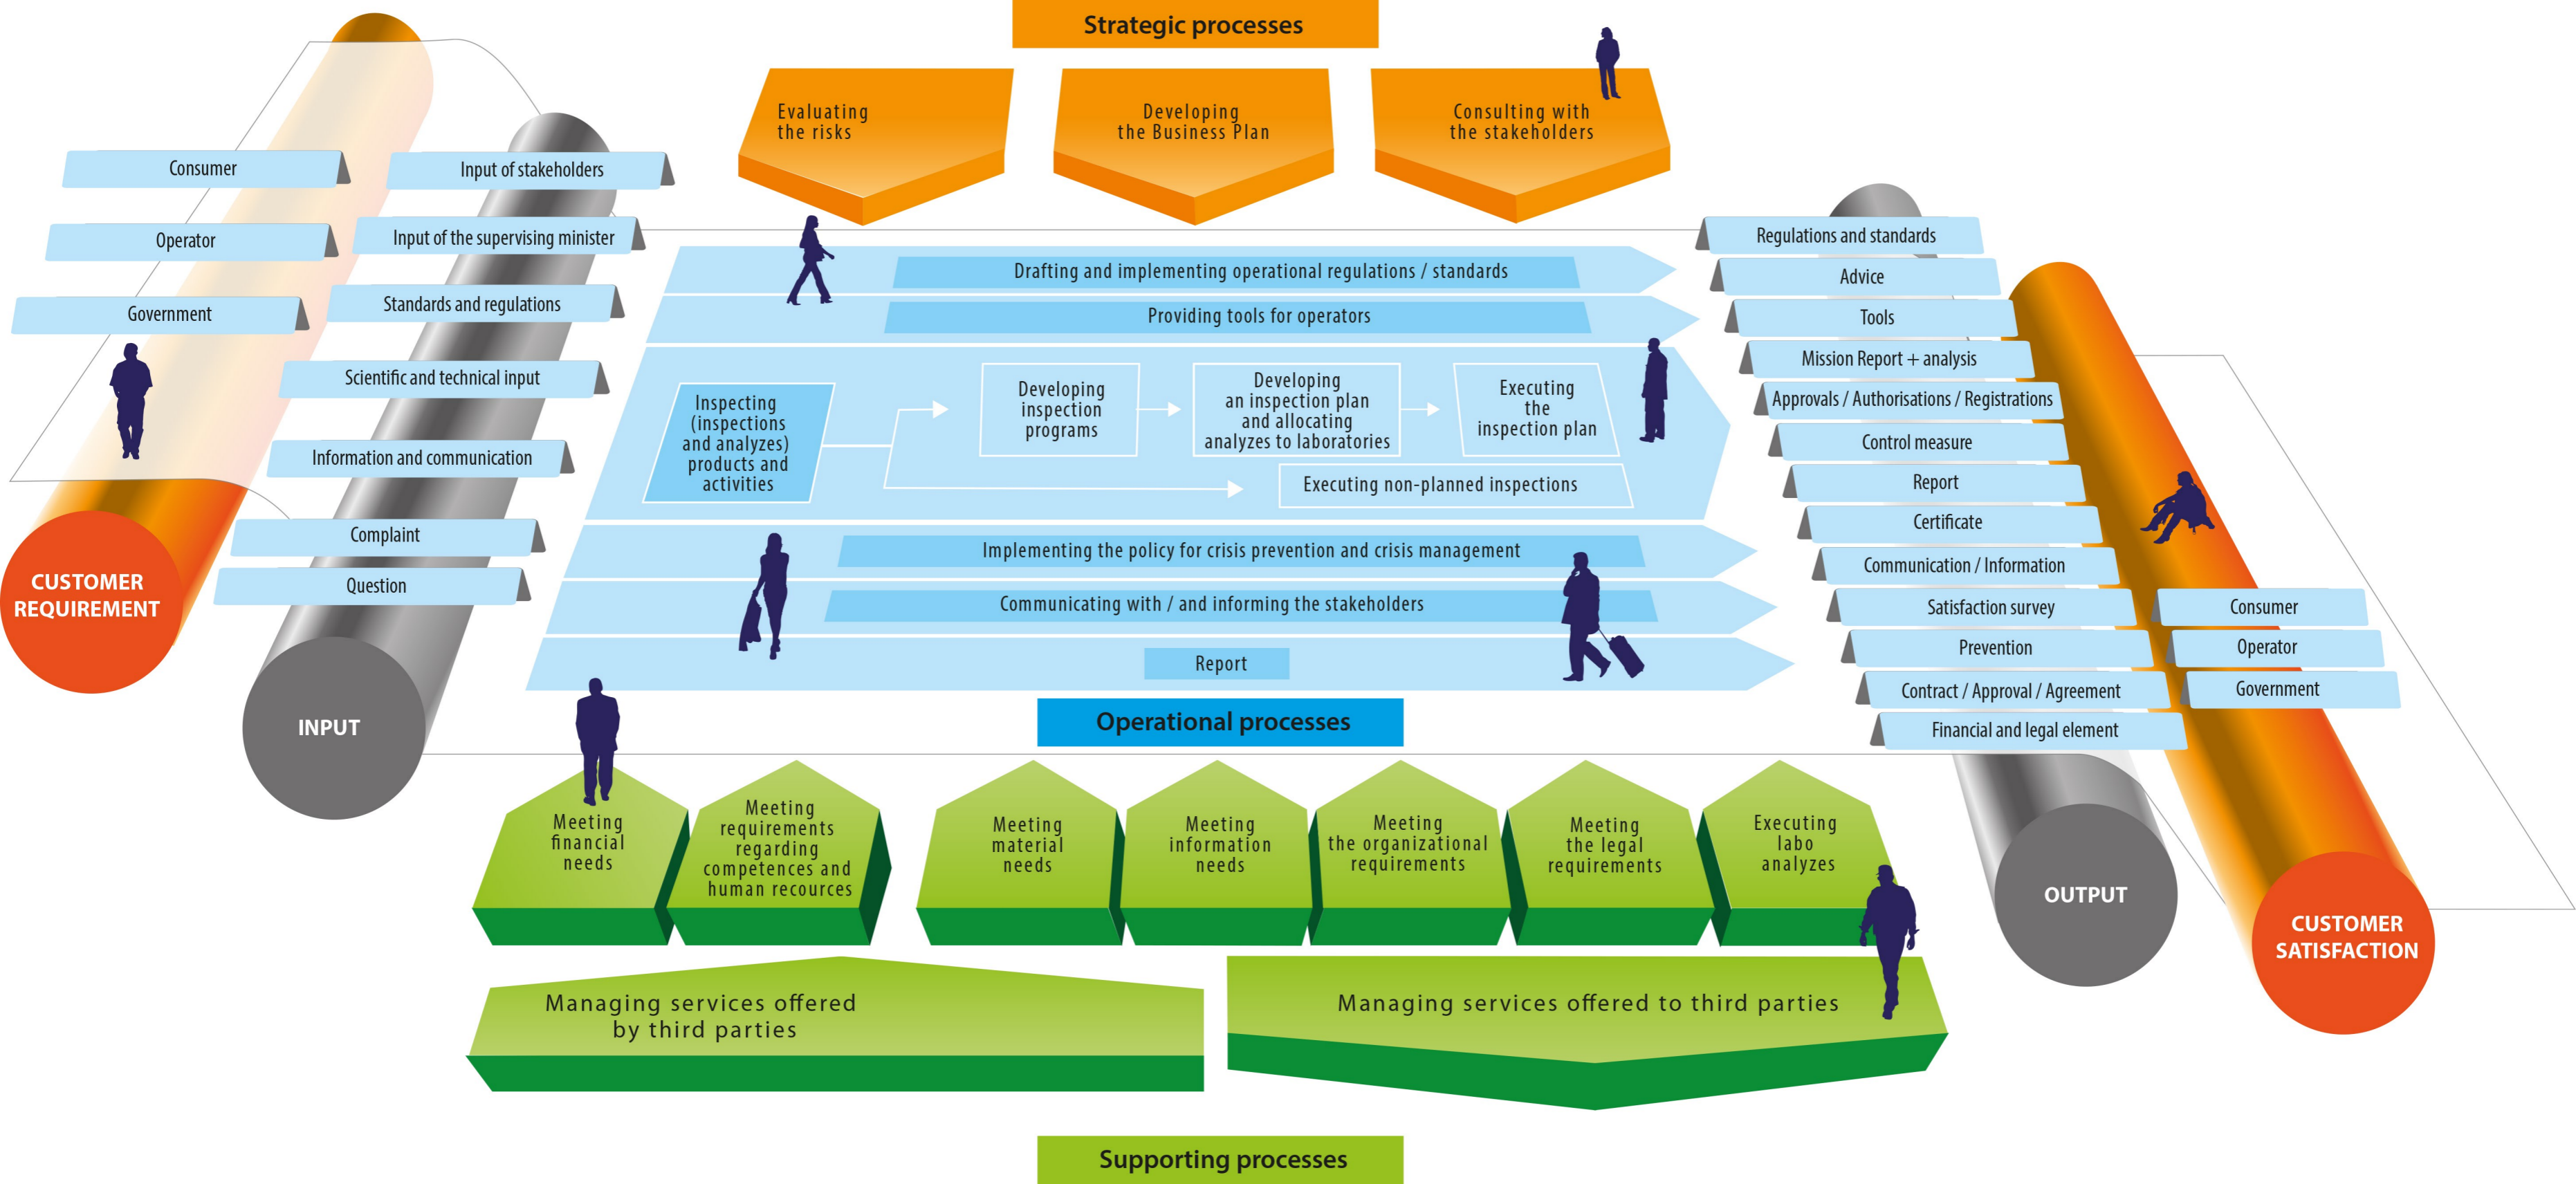 Strategic processes
Evaluating
the risks
Developing
the Business Plan
Consulting with
the stakeholders
Consumer
Operator
Government
CUSTOMER
REQUIREMENT
Input of stakeholders
Input of the supervising minister
Standards and regulations
Scientific and technical input
Information and communication
Complaint
Question
INPUT
Drafting and implementing operational regulations / standards
Providing tools for operators
Inspecting
(inspections
and analyzes)
products and
activities
Developing
inspection
programs
Developing
an inspection plan
and allocating
analyzes to laboratories
Executing
the
inspection plan
Executing non-planned inspections
Implementing the policy for crisis prevention and crisis management
Communicating with / and informing the stakeholders
Report
Operational processes
Regulations and standards
Advice
Tools
Mission Report + analysis
Approvals / Authorisations / Registrations
Control measure
Report
Certificate
Communication / Information
Satisfaction survey
Prevention
Contract / Approval / Agreement
Financial and legal element
OUTPUT
Consumer
Operator
Government
CUSTOMER
SATISFACTION
Meeting
financial
needs
Meeting
requirements
regarding
competences and
human recources
Meeting
material
needs
Meeting
information
needs
Meeting
the organizational
requirements
Meeting
the legal
requirements
Executing
labo
analyzes
Managing services offered
by third parties
Managing services offered to third parties
Supporting processes